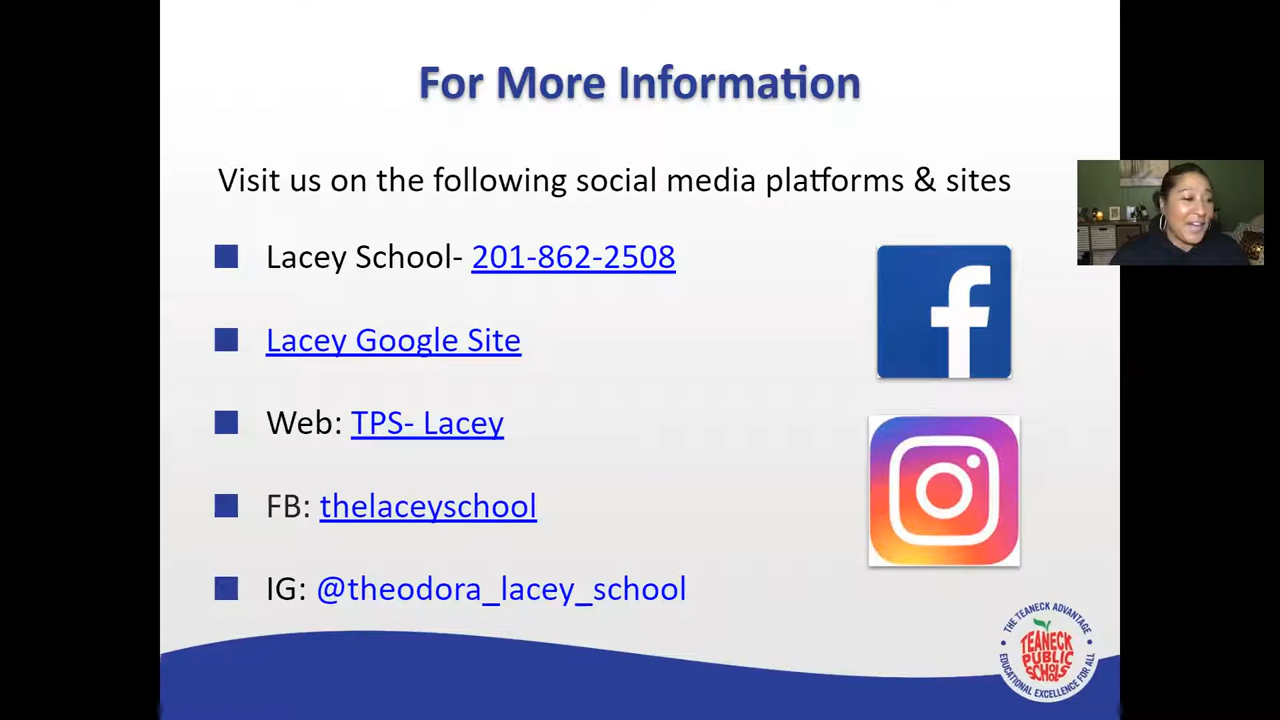 For More Information
Visit us on the following social media platforms & sites
Lacey School- 201-862-2508
Lacey Google Site
Web: TPS- Lacey
FB: thelaceyschool
IG: @theodora_lacey_school
THE TEANECK ADVANTAGE
TEANECK
PUBLIC
SCHOOLS
EDUCATIONAL EXCELLENCE FOR ALL